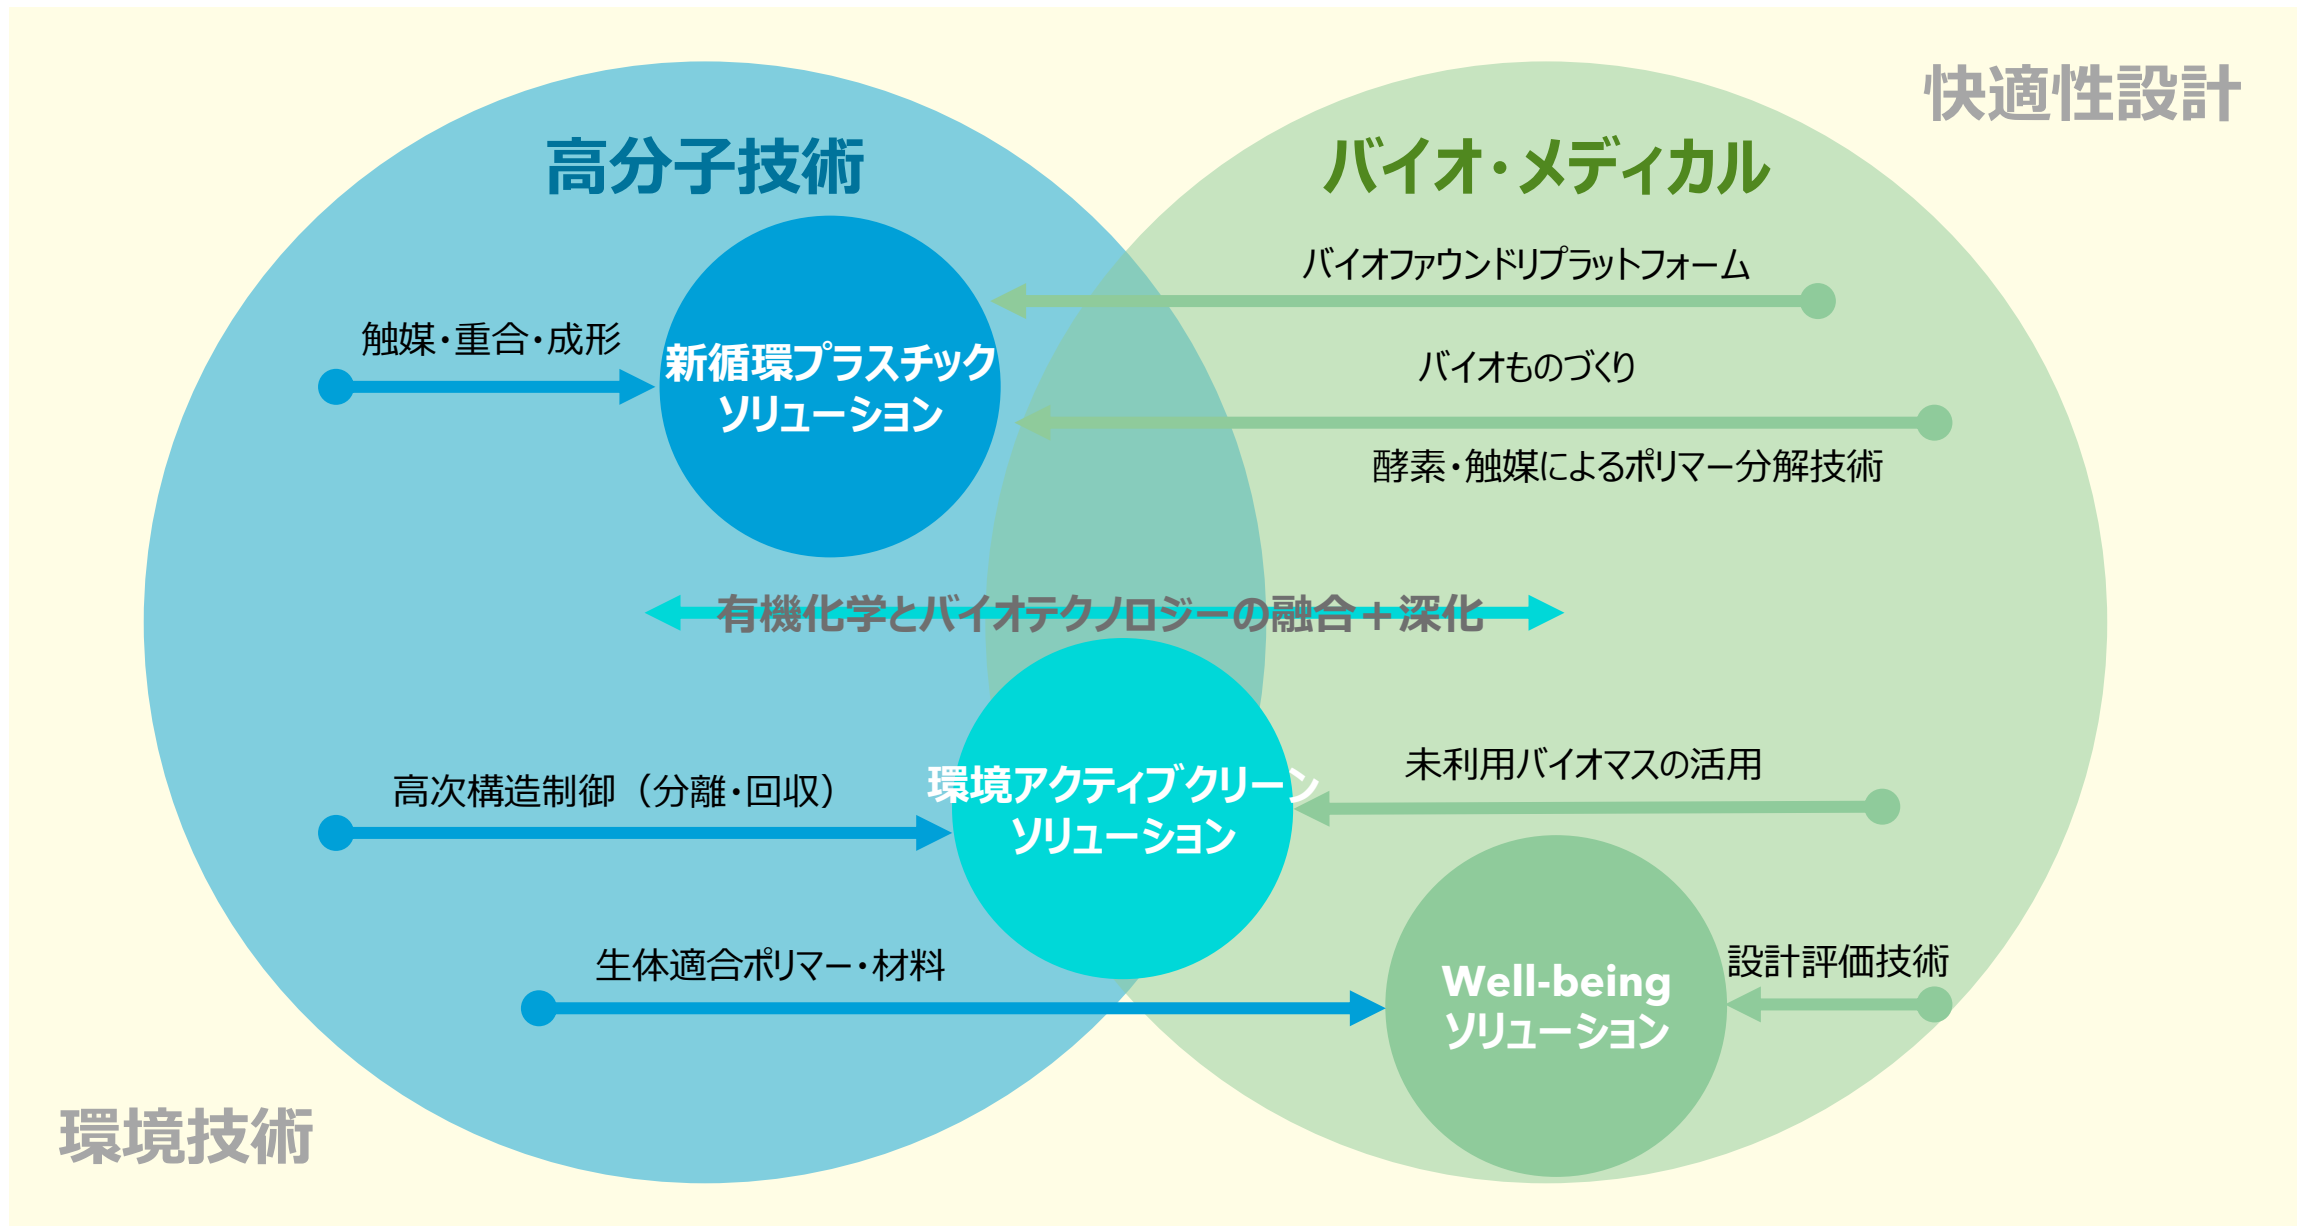 快適性設計
高分子技術
バイオ・メディカル
バイオファウンドリプラットフォーム
触媒・重合・成形
新循環プラスチック
ソリューション
バイオものづくり
酵素・触媒によるポリマー分解技術
有機化学とバイオテクノロジーの融合＋深化
高次構造制御（分離・回収）
環境アクティブクリーン
ソリューション
未利用バイオマスの活用
生体適合ポリマー・材料
Well-being
ソリューション
設計評価技術
環境技術